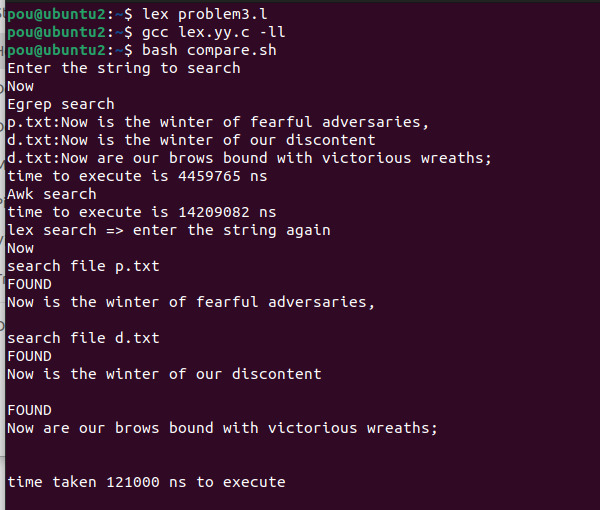 pou@ubuntu2:~$ lex problem3.l
pou@ubuntu2:~$ gcc lex.yy.c -ll
pou@ubuntu2:~$ bash compare.sh
Enter the string to search
Now
Egrep search
p.txt:Now is the winter of fearful adversaries,
d.txt:Now is the winter of our discontent
d.txt:Now are our brows bound with victorious wreaths;
time to execute is 4459765 ns
Awk search
time to execute is 14209082 ns
lex search => enter the string again
Now
search file p.txt
FOUND
Now is the winter of fearful adversaries,
search file d.txt
FOUND
Now is the winter of our discontent
FOUND
Now are our brows bound with victorious wreaths;
time taken 121000 ns to execute